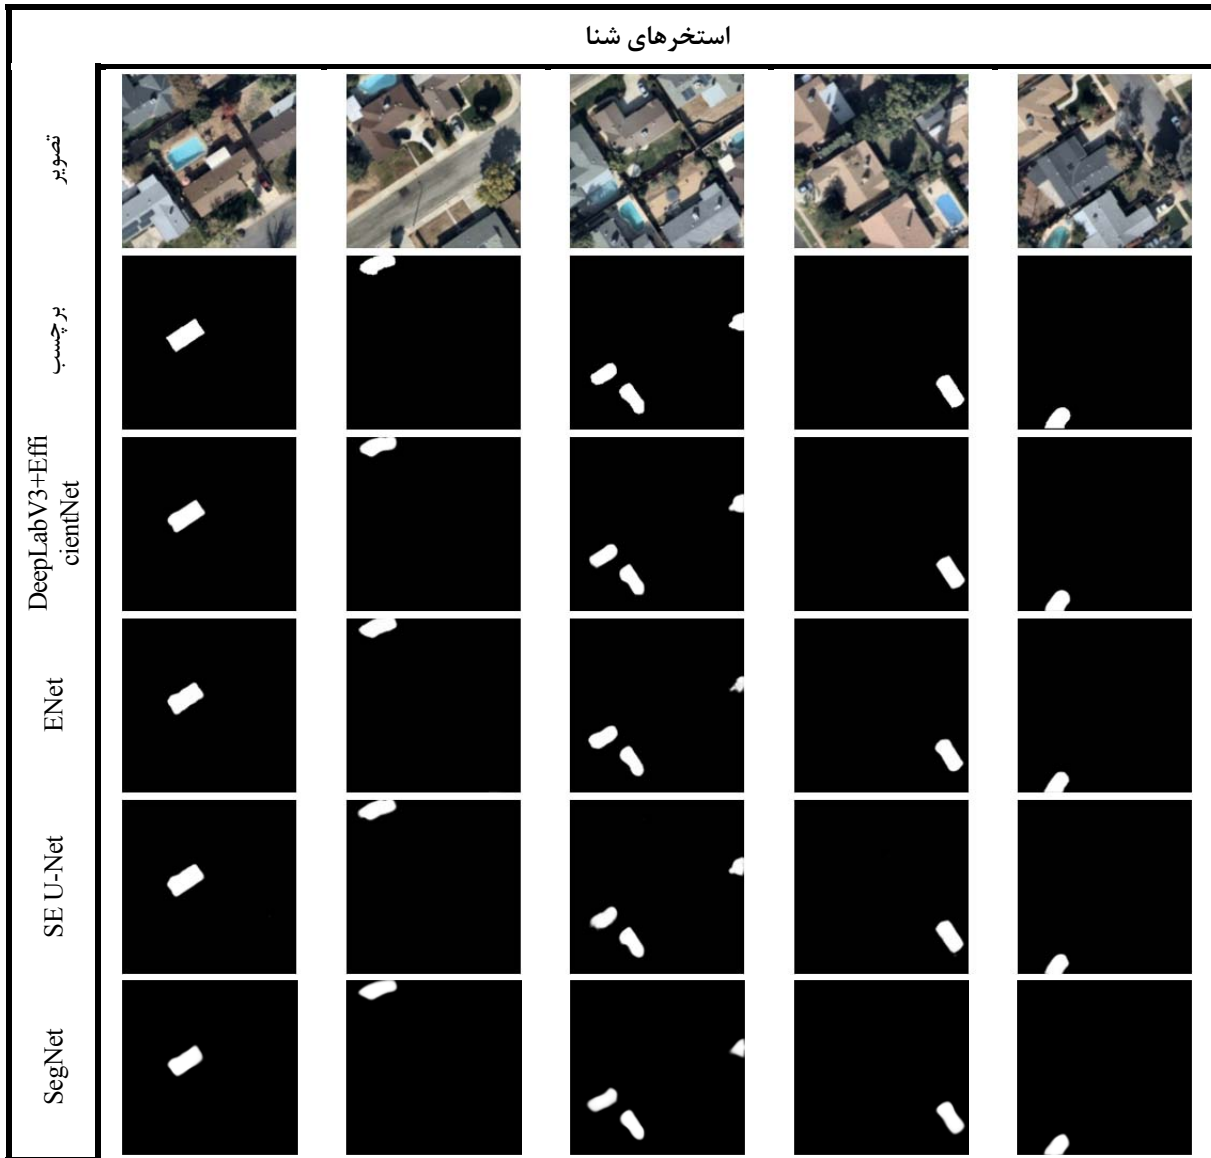 استخرهای شنا
تصویر
برچسب
DeepLabV3+Effi
cientNet
ENet
SE U-Net
SegNet